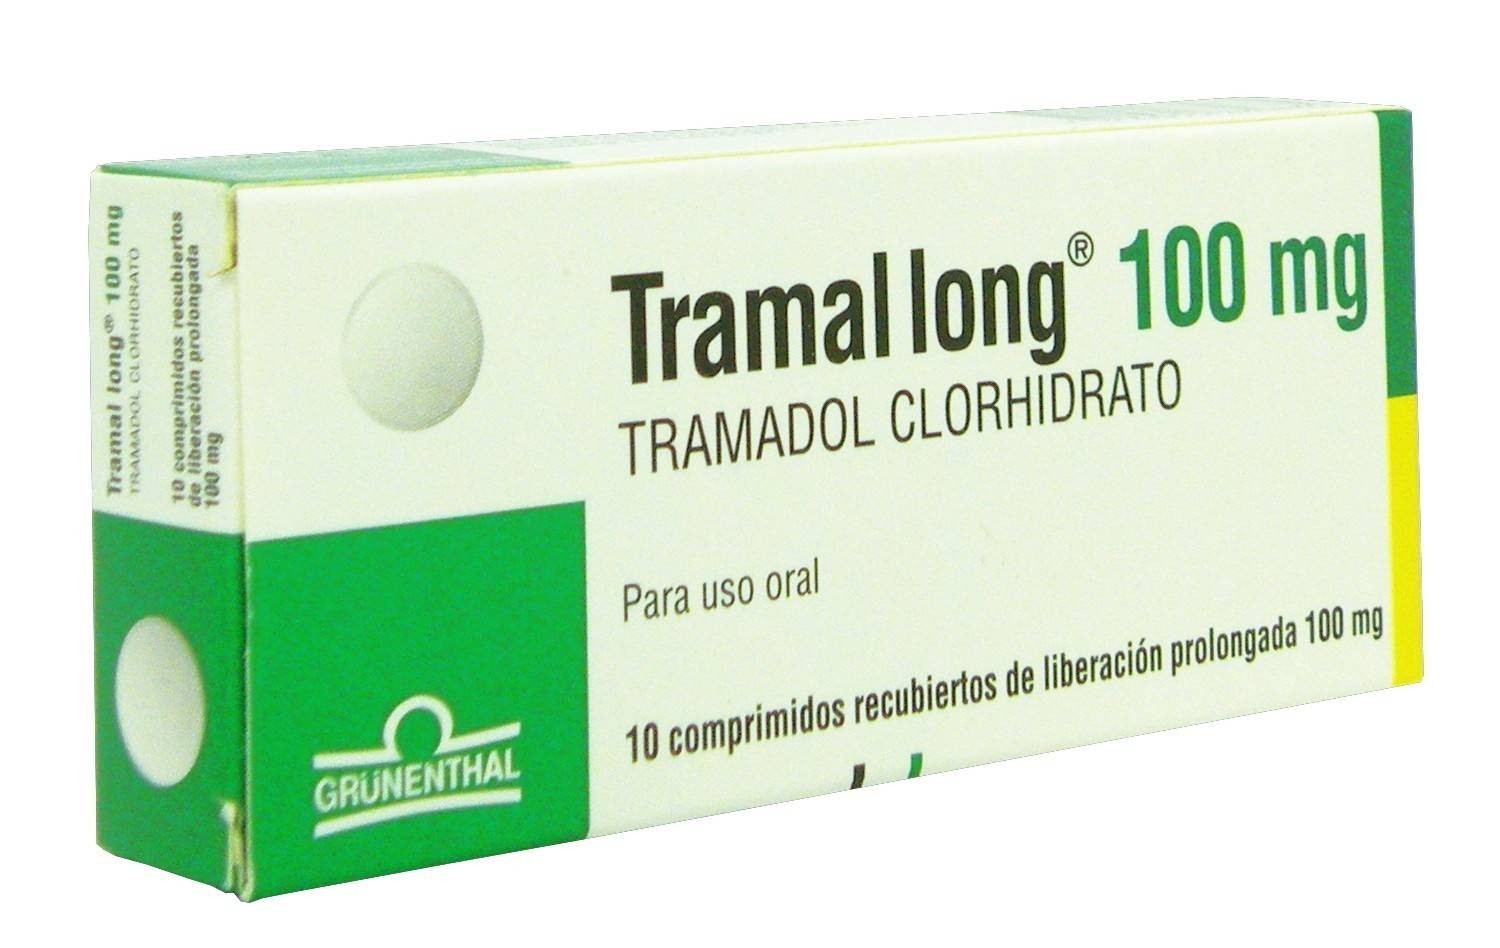 Tramal long® 100 mg
TRAMADOL CLORHIDRATO
Para uso oral
10 comprimidos recubiertos de liberación prolongada 100 mg
GRÜNENTHAL
Tramal long® 100 mg
TRAMADOL CLORHIDRATO
10 comprimidos recubiertos
de liberación prolongada
100 mg